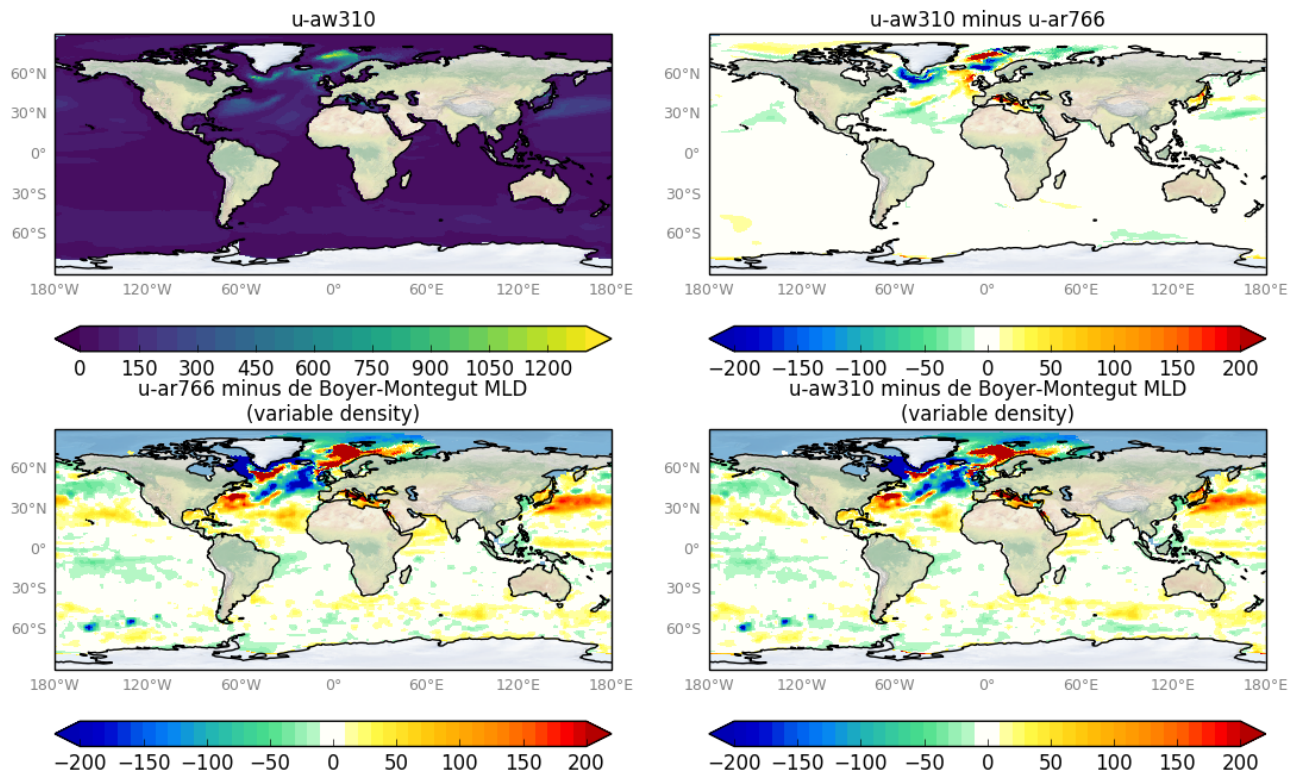 u-aw310
60°N
30°N
0°
30°S
60°S
180°W 120°W 60°W 0° 60°E 120°E 180°E
0 150 300 450 600 750 900 1050 1200
u-aw310 minus u-ar766
60°N
30°N
0°
30°S
60°S
180°W 120°W 60°W 0° 60°E 120°E 180°E
−200 −150 −100 −50 0 50 100 150 200
u-ar766 minus de Boyer-Montegut MLD
(variable density)
60°N
30°N
0°
30°S
60°S
180°W 120°W 60°W 0° 60°E 120°E 180°E
−200 −150 −100 −50 0 50 100 150 200
u-aw310 minus de Boyer-Montegut MLD
(variable density)
60°N
30°N
0°
30°S
60°S
180°W 120°W 60°W 0° 60°E 120°E 180°E
−200 −150 −100 −50 0 50 100 150 200